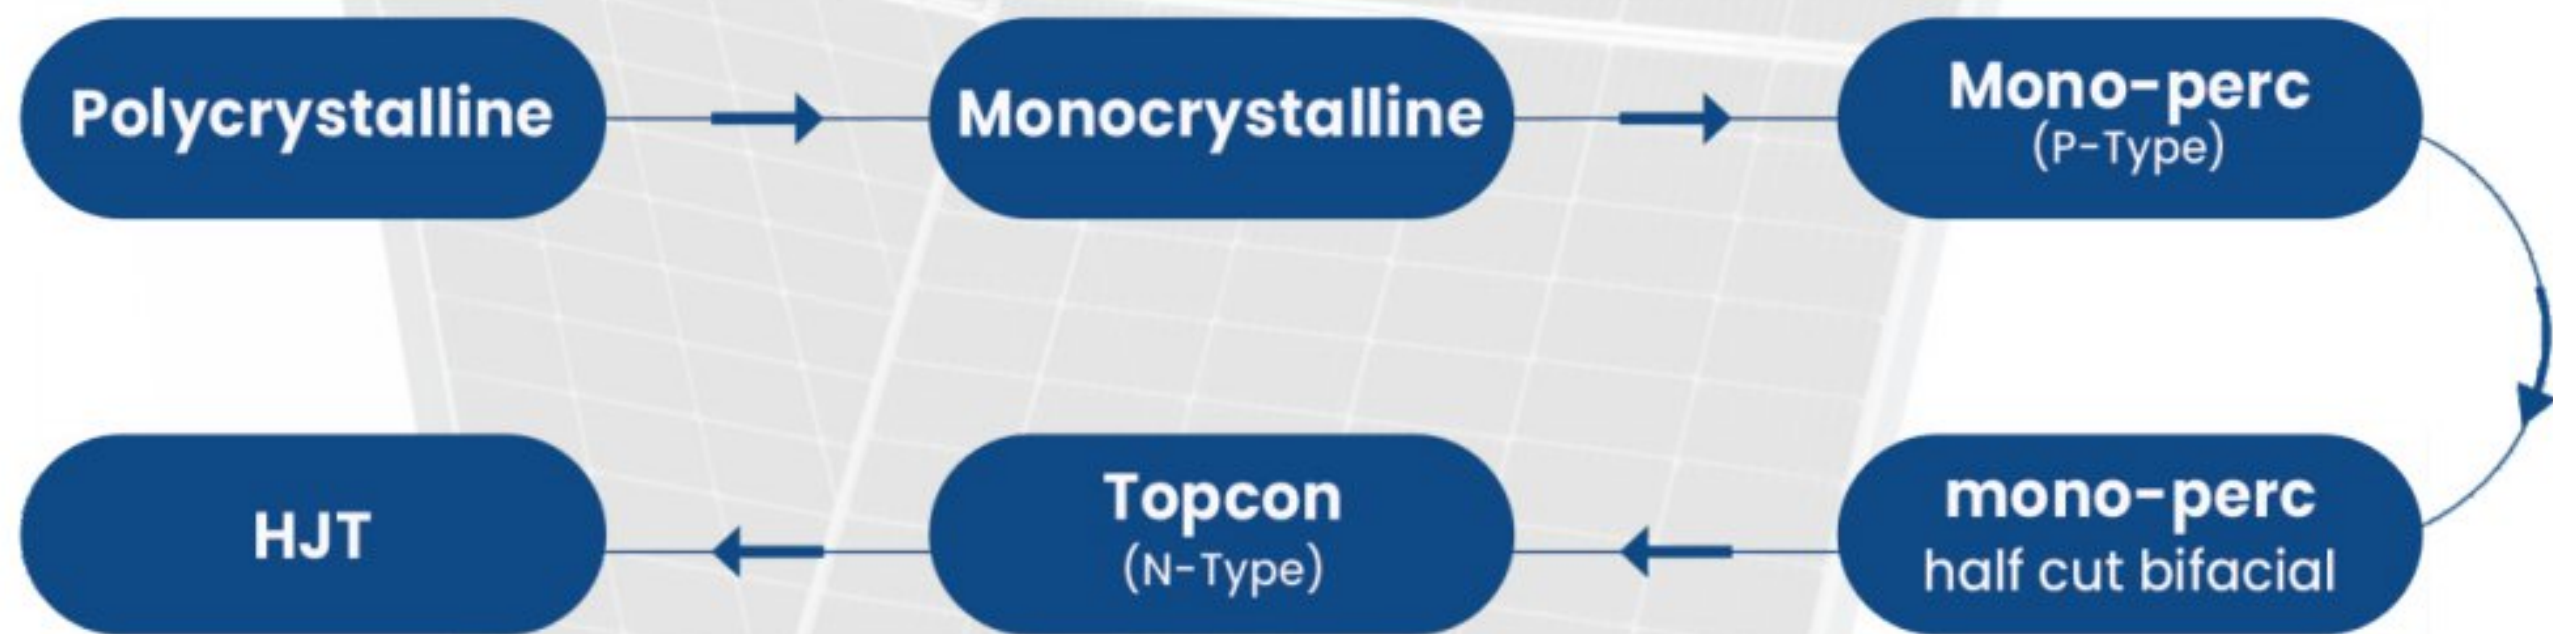 Polycrystalline
Monocrystalline
Mono-perc
(P-Type)
mono-perc
half cut bifacial
Topcon
(N-Type)
HJT